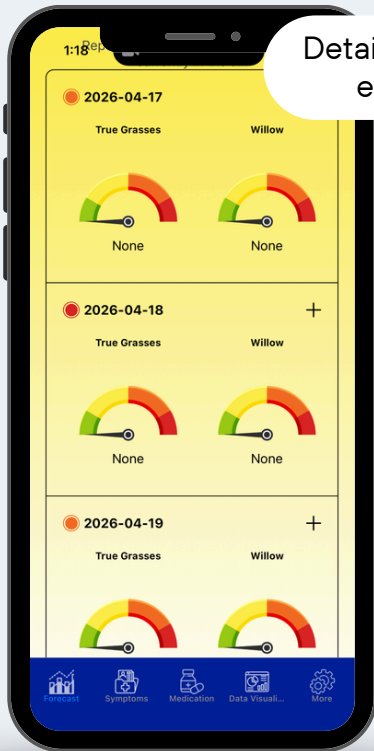 Detai
e
1:18
Rep
2026-04-17
True Grasses Willow
None None
2026-04-18 +
True Grasses Willow
None None
2026-04-19 +
True Grasses Willow
Forecast Symptoms Medication Data Visuali... More